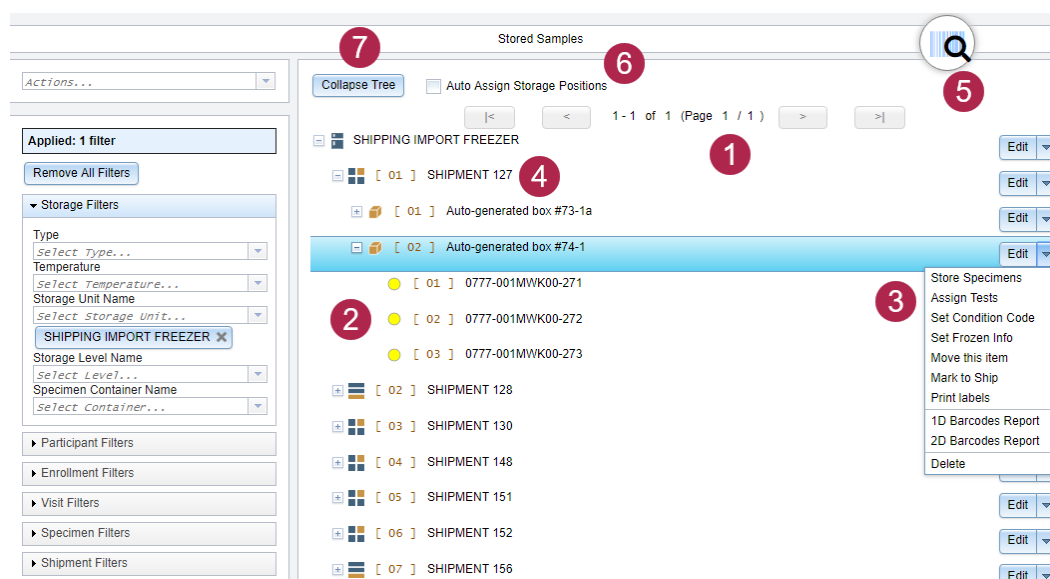 Stored Samples
7
6
5
Actions...
Collapse Tree
Auto Assign Storage Positions
|< < 1 - 1 of 1 (Page 1 / 1 ) > >|
1
Applied: 1 filter
Remove All Filters
Storage Filters
Type
Select Type...
Temperature
Select Temperature...
Storage Unit Name
Select Storage Unit...
SHIPPING IMPORT FREEZER
Storage Level Name
Select Level...
Specimen Container Name
Select Container...
Participant Filters
Enrollment Filters
Visit Filters
Specimen Filters
Shipment Filters
SHIPPING IMPORT FREEZER Edit
[ 01 ] SHIPMENT 127 4 Edit
[ 01 ] Auto-generated box #73-1a Edit
[ 02 ] Auto-generated box #74-1 Edit
[ 01 ] 0777-001MWK00-271
2 [ 02 ] 0777-001MWK00-272
[ 03 ] 0777-001MWK00-273
3
Store Specimens
Assign Tests
Set Condition Code
Set Frozen Info
Move this item
Mark to Ship
Print labels
1D Barcodes Report
2D Barcodes Report
Delete
[ 02 ] SHIPMENT 128
[ 03 ] SHIPMENT 130
[ 04 ] SHIPMENT 148
[ 05 ] SHIPMENT 151 Edit
[ 06 ] SHIPMENT 152 Edit
[ 07 ] SHIPMENT 156 Edit